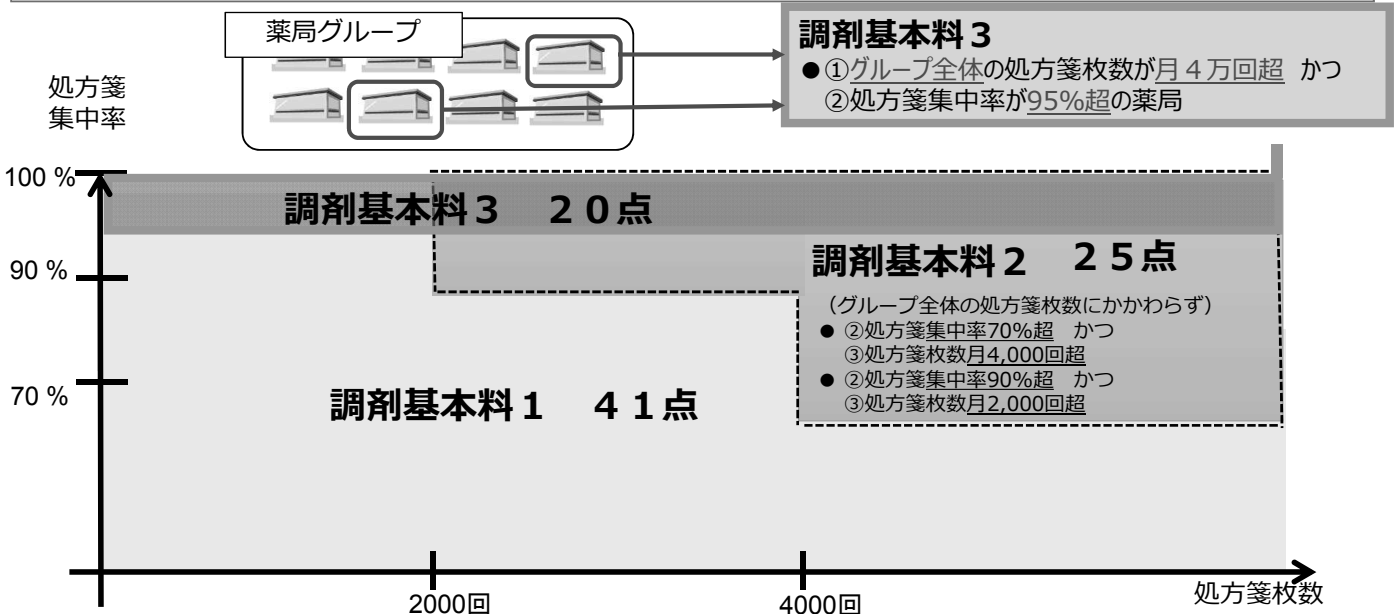 薬局グループ
調剤基本料３
●①グループ全体の処方箋枚数が月４万回超　かつ
②処方箋集中率が95%超の薬局
処方箋
集中率
100 %
調剤基本料３　２０点
90 %
調剤基本料２　２５点
（グループ全体の処方箋枚数にかかわらず）
● ②処方箋集中率70%超　かつ
③処方箋枚数月4,000回超
● ②処方箋集中率90%超　かつ
③処方箋枚数月2,000回超
70 %
調剤基本料１　４１点
2000回
4000回
処方箋枚数